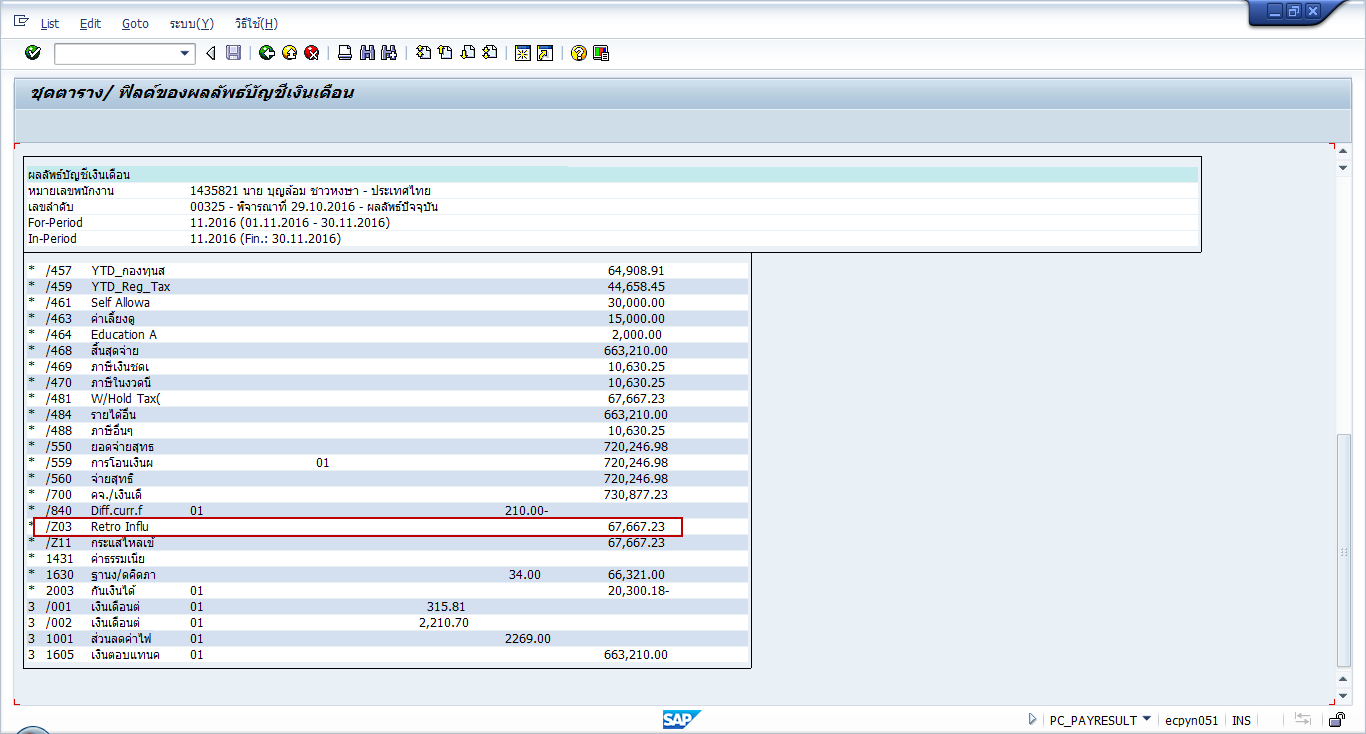 List Edit Goto ระบบ(Y) วิธีใช้(H)
ชุดตาราง/ ฟิลด์ของผลลัพธ์บัญชีเงินเดือน
ผลลัพธ์บัญชีเงินเดือน
หมายเลขพนักงาน 1435821 นาย บุญล้อม ชาวหงษา - ประเทศไทย
เลขลำดับ 00325 - พิจารณาที่ 29.10.2016 - ผลลัพธ์ปัจจุบัน
For-Period 11.2016 (01.11.2016 - 30.11.2016)
In-Period 11.2016 (Fin.: 30.11.2016)
* /457 YTD_กองทุนส 64,908.91
* /459 YTD_Reg_Tax 44,658.45
* /461 Self Allowa 30,000.00
* /463 ค่าเลี้ยงดู 15,000.00
* /464 Education A 2,000.00
* /468 สิ้นสุดจ่าย 663,210.00
* /469 ภาษีเงินชดเ 10,630.25
* /470 ภาษีในงวดนี 10,630.25
* /481 W/Hold Tax( 67,667.23
* /484 รายได้อื่น 663,210.00
* /488 ภาษีอื่นๆ 10,630.25
* /550 ยอดจ่ายสุทธ 720,246.98
* /559 การโอนเงินผ 01 720,246.98
* /560 จ่ายสุทธิ 720,246.98
* /700 คจ./เงินเดื 730,877.23
* /840 Diff.curr.f 01 210.00-
* /Z03 Retro Influ 67,667.23
* /Z11 กระแสไหลเข้ 67,667.23
* 1431 ค่าธรรมเนีย
* 1630 ฐานง/ตคิดภา 34.00 66,321.00
* 2003 กันเงินได้ 01 20,300.18-
3 /001 เงินเดือนต่ 01 315.81
3 /002 เงินเดือนต่ 01 2,210.70
3 1001 ส่วนลดค่าไฟ 01 2269.00
3 1605 เงินตอบแทนค 01 663,210.00
SAP PC_PAYRESULT ecpyn051 INS